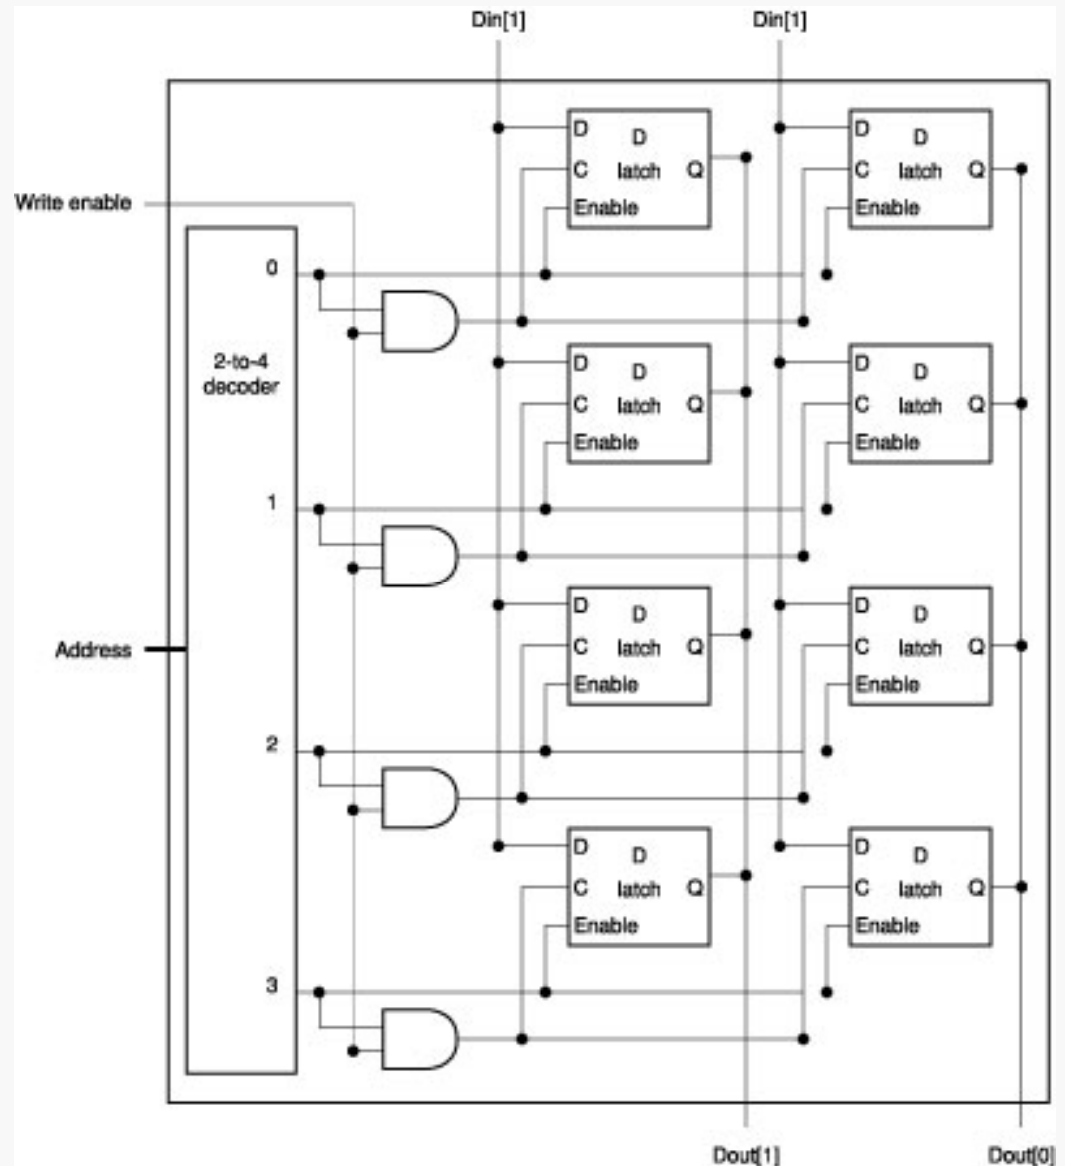 Din[1] Din[1]
D D
D D
C latch Q C latch Q
Write enable
Enable Enable
0
D D
D D
2-to-4
decoder
C latch Q C latch Q
Enable Enable
1
D D
D D
C latch Q C latch Q
Address
Enable Enable
2
D D
D D
C latch Q C latch Q
Enable Enable
3
Dout[1] Dout[0]